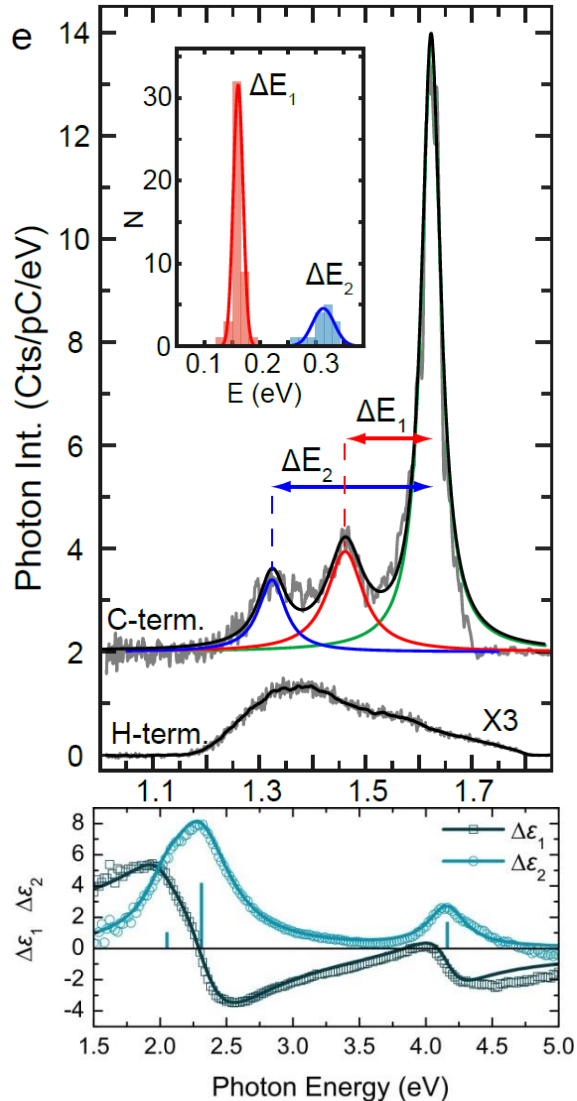 e
14
12
10
8
6
4
2
0
Photon Int. (Cts/pC/eV)
30
20
10
0
N
ΔE₁
ΔE₂
0.1 0.2 0.3
E (eV)
ΔE₁
ΔE₂
C-term.
H-term.
X3
1.1 1.3 1.5 1.7
8
6
4
2
0
-2
-4
Δε₁ Δε₂
Δε₁
Δε₂
1.5 2.0 2.5 3.0 3.5 4.0 4.5 5.0
Photon Energy (eV)